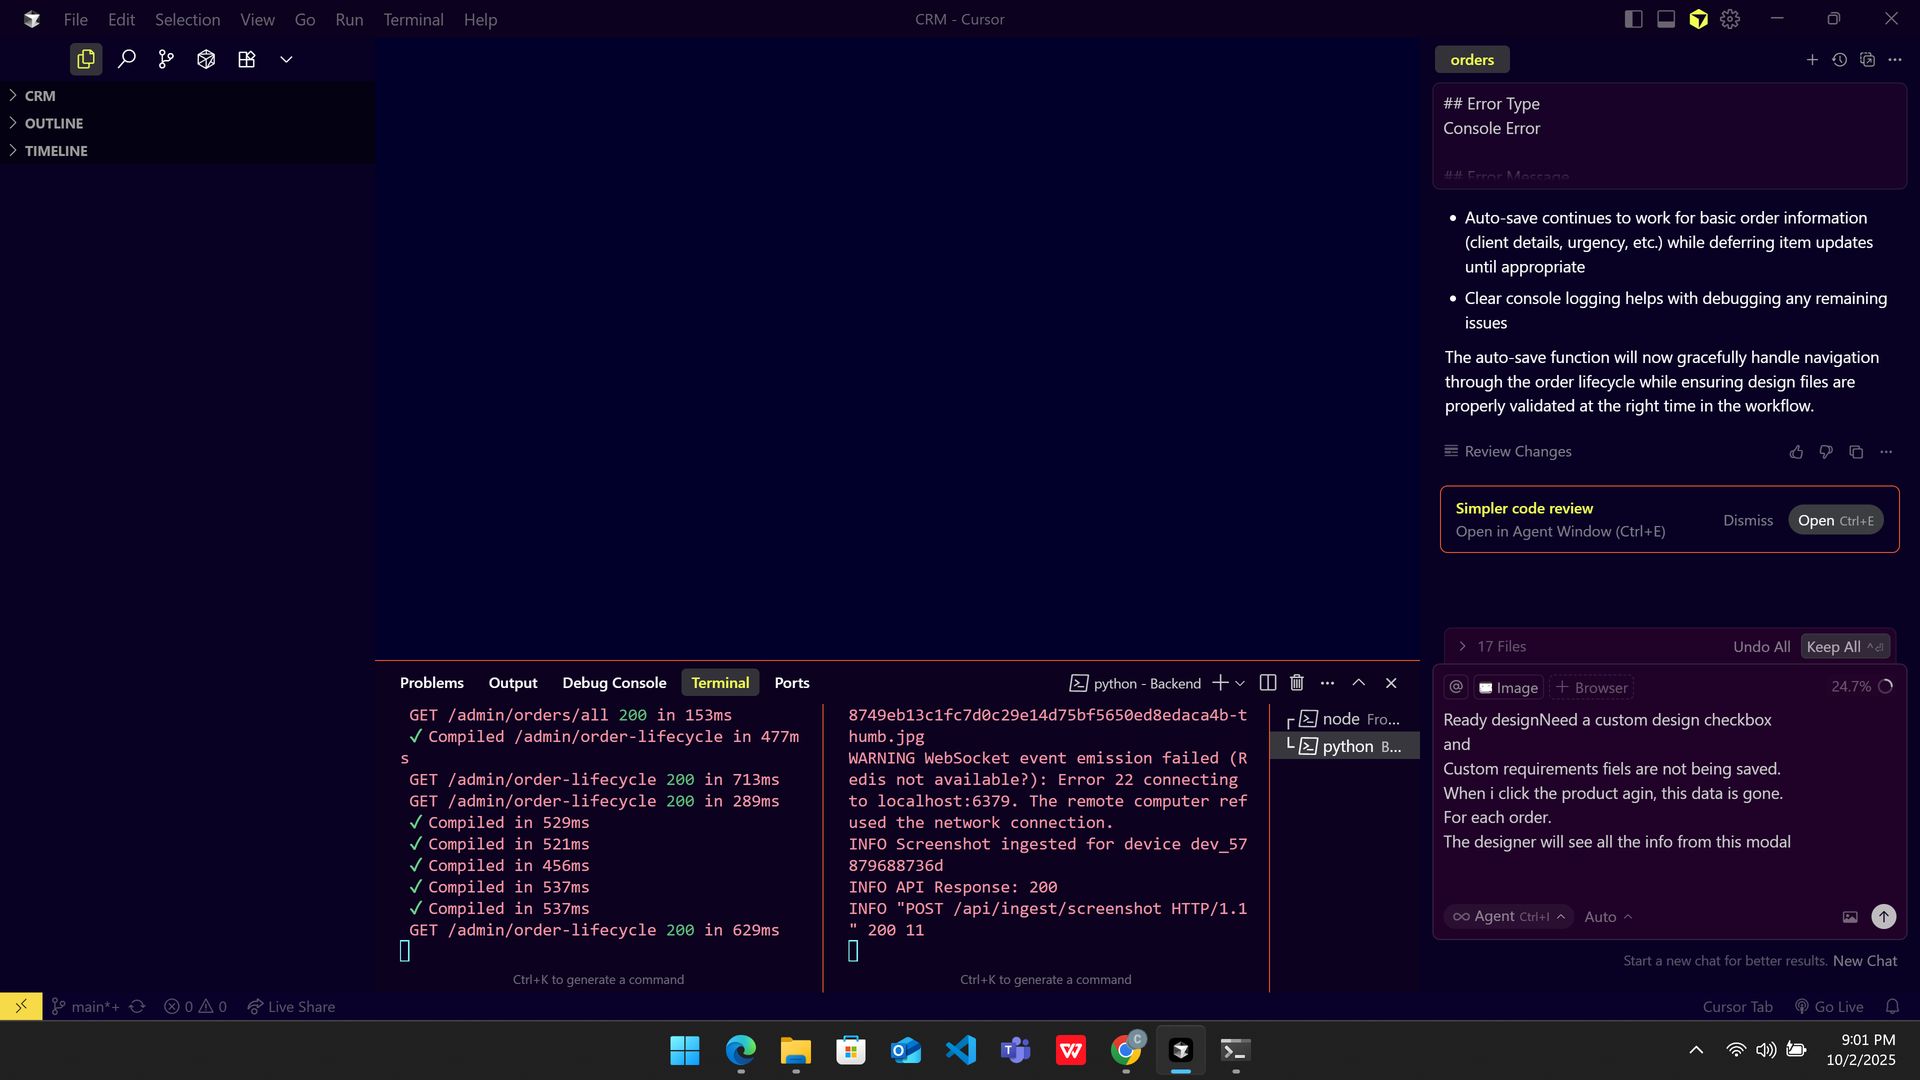 File Edit Selection View Go Run Terminal Help
CRM - Cursor
CRM
OUTLINE
TIMELINE
orders
## Error Type
Console Error
## Error Message
• Auto-save continues to work for basic order information
(client details, urgency, etc.) while deferring item updates
until appropriate
• Clear console logging helps with debugging any remaining
issues
The auto-save function will now gracefully handle navigation
through the order lifecycle while ensuring design files are
properly validated at the right time in the workflow.
Review Changes
Simpler code review
Open in Agent Window (Ctrl+E)
Dismiss
Open Ctrl+E
17 Files
Undo All
Keep All
@ Image + Browser
24.7%
Ready designNeed a custom design checkbox
and
Custom requirements fiels are not being saved.
When i click the product agin, this data is gone.
For each order.
The designer will see all the info from this modal
Agent Ctrl+I
Auto
Start a new chat for better results. New Chat
Problems Output Debug Console Terminal Ports
python - Backend
GET /admin/orders/all 200 in 153ms
✓ Compiled /admin/order-lifecycle in 477m
s
GET /admin/order-lifecycle 200 in 713ms
GET /admin/order-lifecycle 200 in 289ms
✓ Compiled in 529ms
✓ Compiled in 521ms
✓ Compiled in 456ms
✓ Compiled in 537ms
✓ Compiled in 537ms
GET /admin/order-lifecycle 200 in 629ms
Ctrl+K to generate a command
8749eb13c1fc7d0c29e14d75bf5650ed8edaca4b-t
humb.jpg
WARNING WebSocket event emission failed (R
edis not available?): Error 22 connecting
to localhost:6379. The remote computer ref
used the network connection.
INFO Screenshot ingested for device dev_57
879688736d
INFO API Response: 200
INFO "POST /api/ingest/screenshot HTTP/1.1
" 200 11
Ctrl+K to generate a command
node Fro...
python B...
main*+
0 0
Live Share
Cursor Tab
Go Live
9:01 PM
10/2/2025